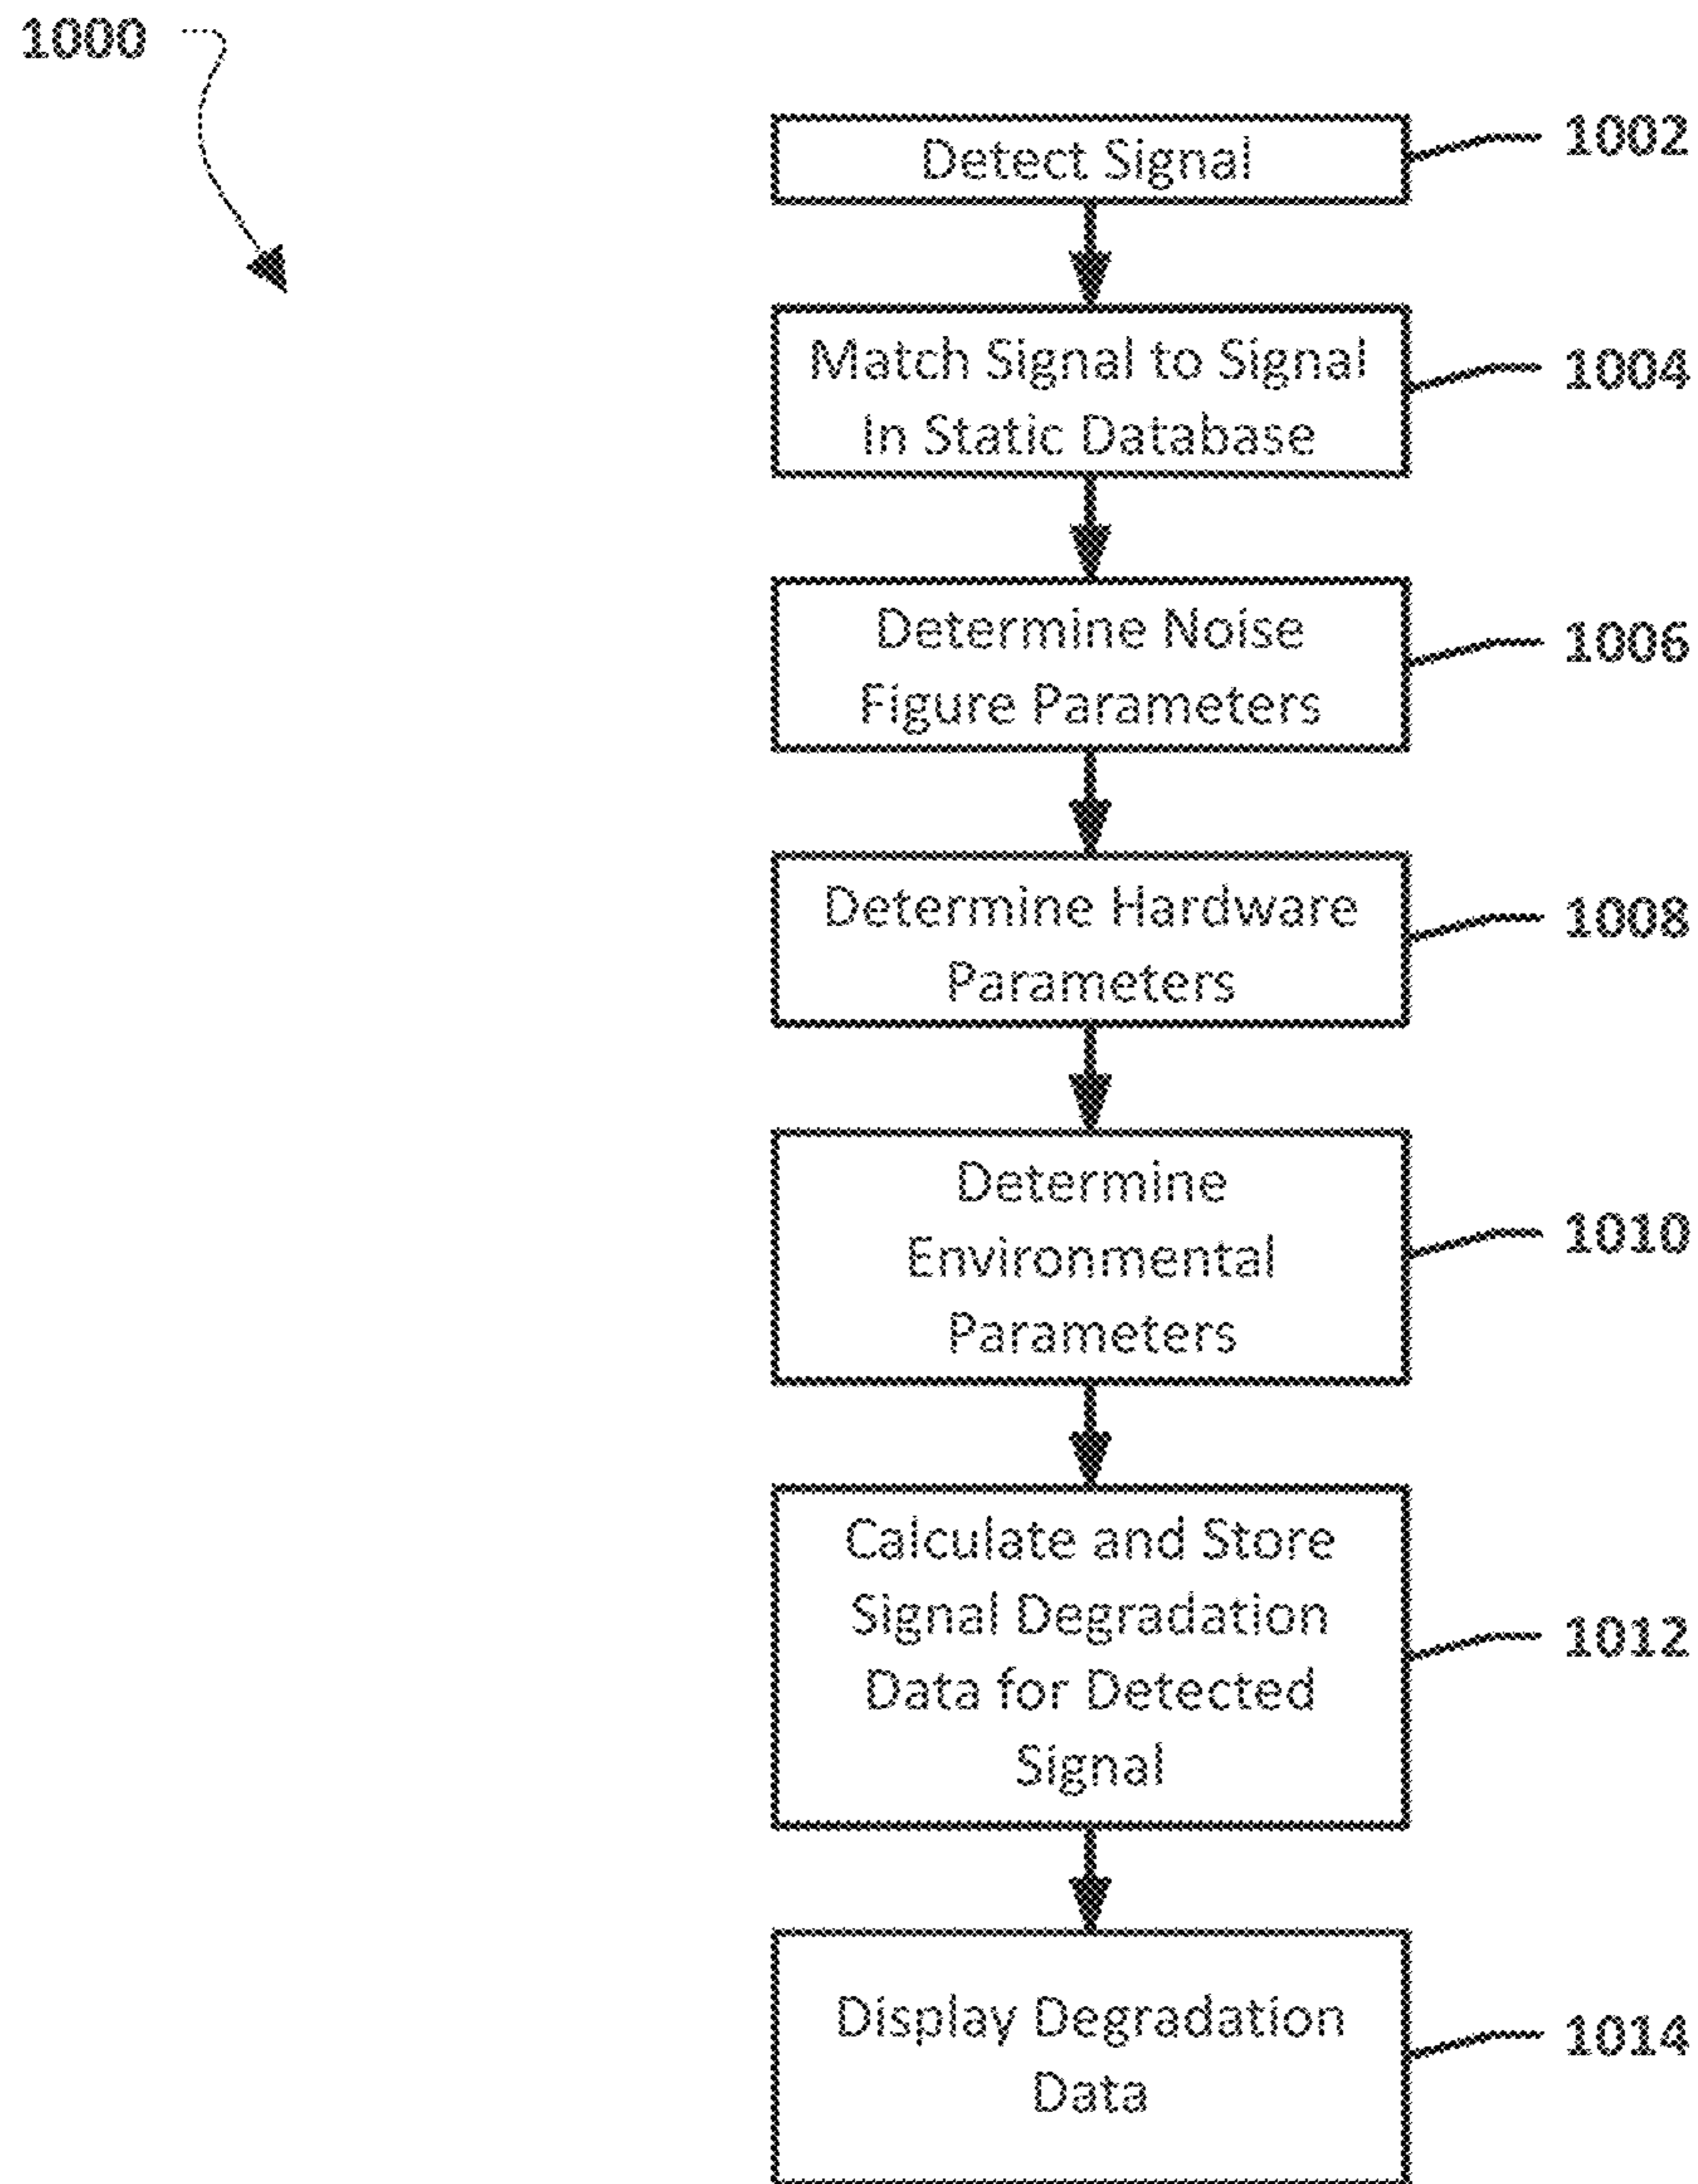 1000
Detect Signal
1002
Match Signal to Signal
In Static Database
1004
Determine Noise
Figure Parameters
1006
Determine Hardware
Parameters
1008
Determine
Environmental
Parameters
1010
Calculate and Store
Signal Degradation
Data for Detected
Signal
1012
Display Degradation
Data
1014